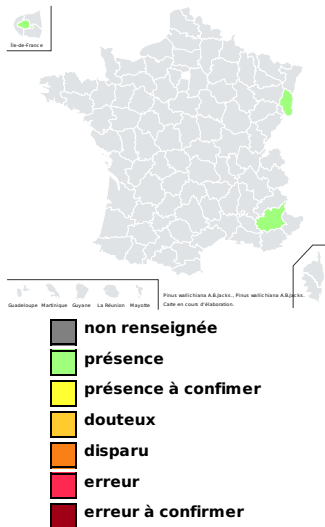 Île-de-France
Guadeloupe Martinique Guyane La Réunion Mayotte
Pinus wallichiana A.B.Jacks., Pinus wallichiana A.B.Jacks.
Carte en cours d'élaboration.
non renseignée
présence
présence à confimer
douteux
disparu
erreur
erreur à confirmer